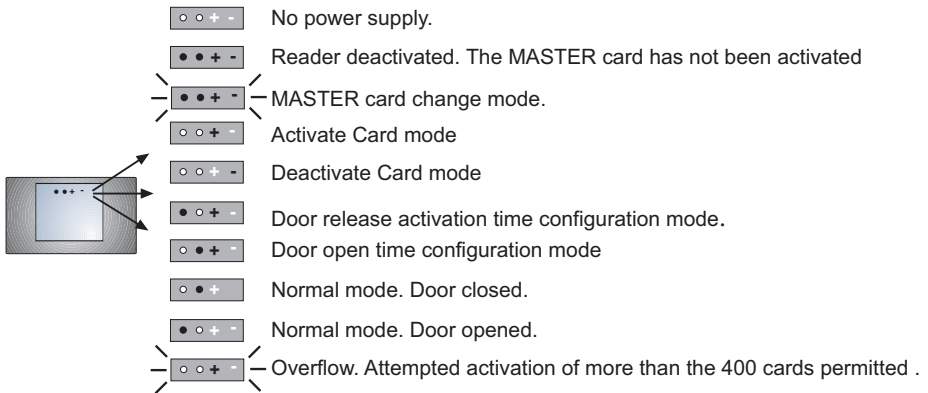 No power supply.
Reader deactivated. The MASTER card has not been activated
MASTER card change mode.
Activate Card mode
Deactivate Card mode
Door release activation time configuration mode.
Door open time configuration mode
Normal mode. Door closed.
Normal mode. Door opened.
Overflow. Attempted activation of more than the 400 cards permitted .